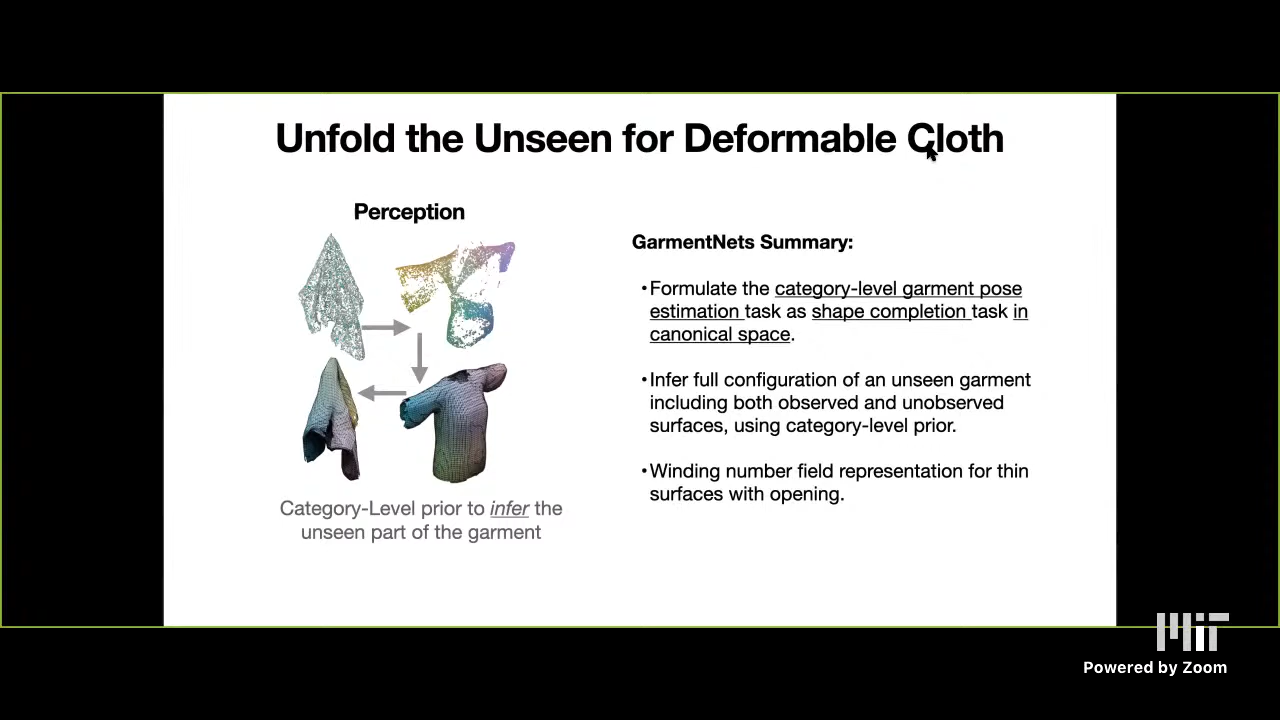 Unfold the Unseen for Deformable Cloth
Perception
Category-Level prior to infer the
unseen part of the garment
GarmentNets Summary:
•Formulate the category-level garment pose
estimation task as shape completion task in
canonical space.
•Infer full configuration of an unseen garment
including both observed and unobserved
surfaces, using category-level prior.
•Winding number field representation for thin
surfaces with opening.
MIT
Powered by Zoom